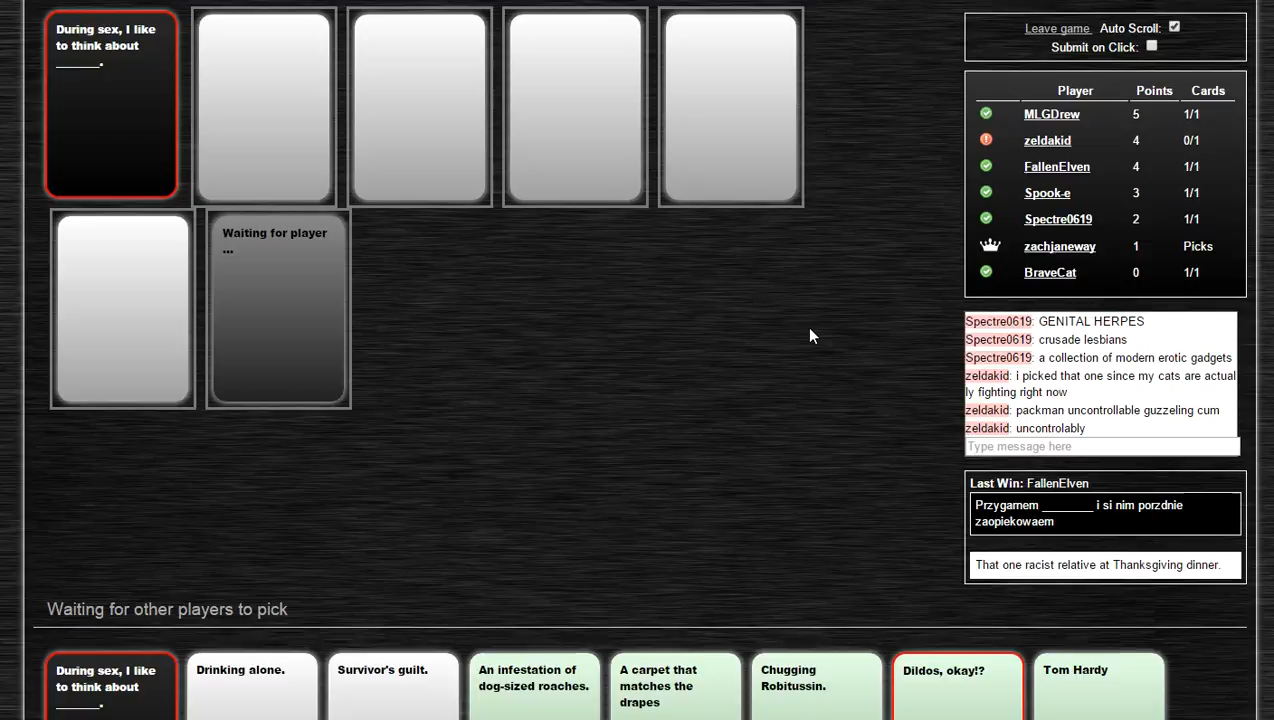 During sex, I like
to think about
______.
Waiting for player
...
Leave game Auto Scroll:
Submit on Click:
Player Points Cards
MLGDrew 5 1/1
zeldakid 4 0/1
FallenElven 4 1/1
Spook-e 3 1/1
Spectre0619 2 1/1
zachjaneway 1 Picks
BraveCat 0 1/1
Spectre0619: GENITAL HERPES
Spectre0619: crusade lesbians
Spectre0619: a collection of modern erotic gadgets
zeldakid: i picked that one since my cats are actual
ly fighting right now
zeldakid: packman uncontrollable guzzeling cum
zeldakid: uncontrolably
Type message here
Last Win: FallenElven
Przygarnem ________ i si nim porzdnie
zaopiekowaem
That one racist relative at Thanksgiving dinner.
Waiting for other players to pick
During sex, I like
to think about
______.
Drinking alone.
Survivor's guilt.
An infestation of
dog-sized roaches.
A carpet that
matches the
drapes
Chugging
Robitussin.
Dildos, okay!?
Tom Hardy